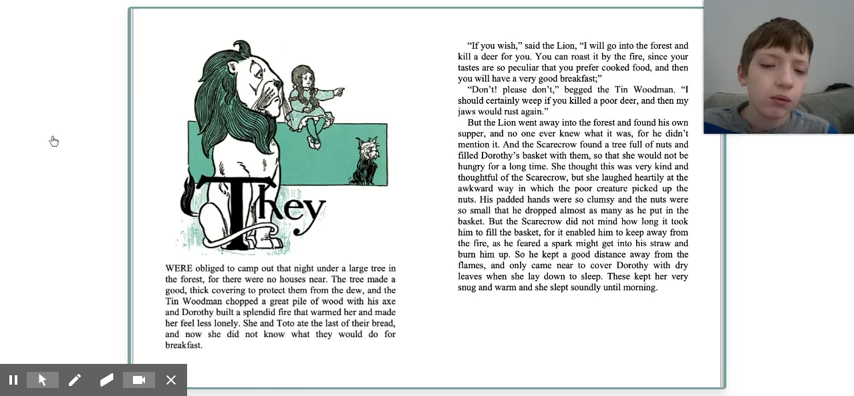 They
WERE obliged to camp out that night under a large tree in
the forest, for there were no houses near. The tree made a
good, thick covering to protect them from the dew, and the
Tin Woodman chopped a great pile of wood with his axe
and Dorothy built a splendid fire that warmed her and made
her feel less lonely. She and Toto ate the last of their bread,
and now she did not know what they would do for
breakfast.
“If you wish,” said the Lion, “I will go into the forest and
kill a deer for you. You can roast it by the fire, since your
tastes are so peculiar that you prefer cooked food, and then
you will have a very good breakfast;”
“Don’t! please don’t,” begged the Tin Woodman. “I
should certainly weep if you killed a poor deer, and then my
jaws would rust again.”
But the Lion went away into the forest and found his own
supper, and no one ever knew what it was, for he didn’t
mention it. And the Scarecrow found a tree full of nuts and
filled Dorothy’s basket with them, so that she would not be
hungry for a long time. She thought this was very kind and
thoughtful of the Scarecrow, but she laughed heartily at the
awkward way in which the poor creature picked up the
nuts. His padded hands were so clumsy and the nuts were
so small that he dropped almost as many as he put in the
basket. But the Scarecrow did not mind how long it took
him to fill the basket, for it enabled him to keep away from
the fire, as he feared a spark might get into his straw and
burn him up. So he kept a good distance away from the
flames, and only came near to cover Dorothy with dry
leaves when she lay down to sleep. These kept her very
snug and warm and she slept soundly until morning.